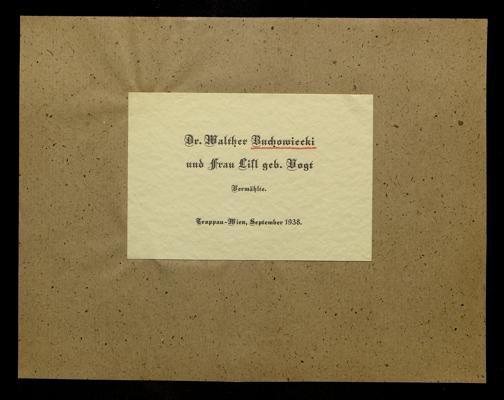 Dr. Walther Buchowiecki
und Frau Lisl geb. Vogt
Vermählte.
Troppau-Wien, September 1938.